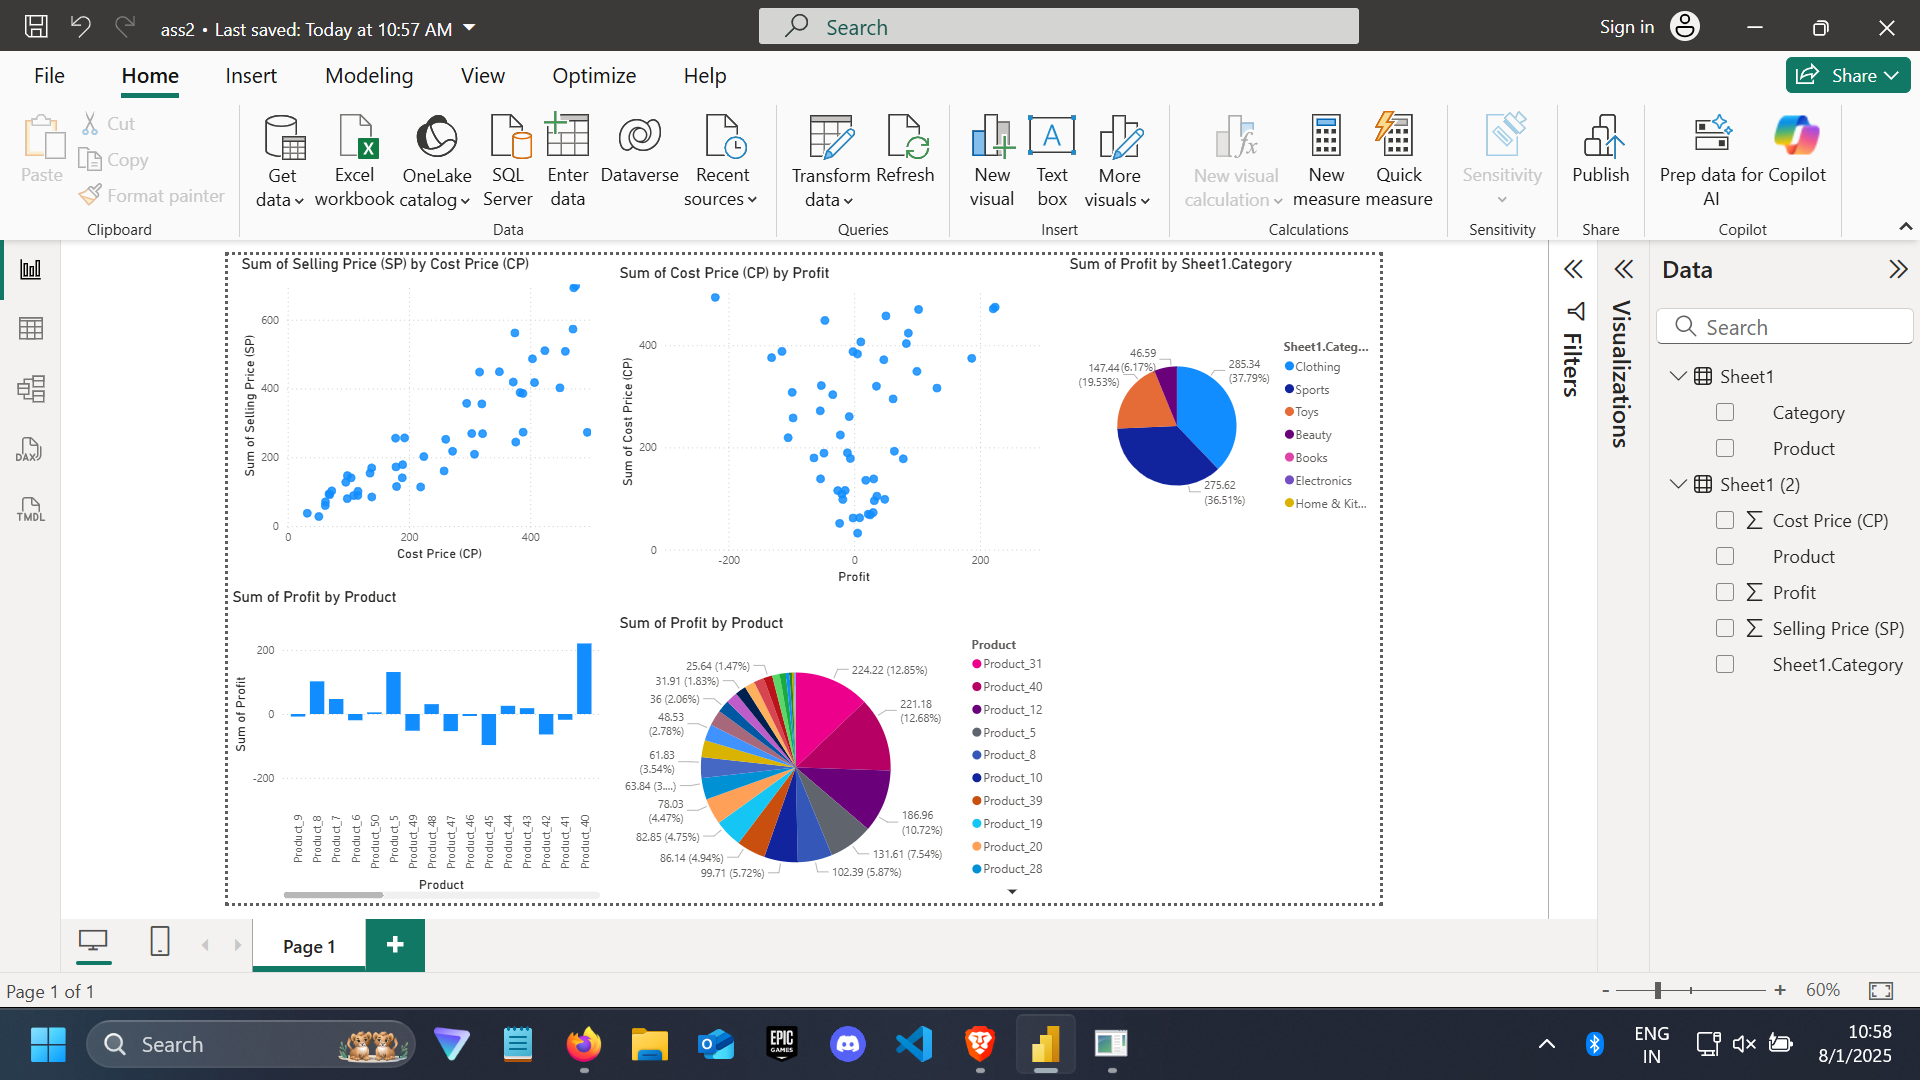 ass2 • Last saved: Today at 10:57 AM
Search
Sign in
File
Home
Insert
Modeling
View
Optimize
Help
Share
Paste
Cut
Copy
Format painter
Clipboard
Get data
Excel workbook
OneLake catalog
SQL Server
Enter data
Dataverse
Recent sources
Data
Transform data
Refresh
Queries
New visual
Text box
More visuals
Insert
New visual calculation
New measure
Quick measure
Calculations
Sensitivity
Sensitivity
Publish
Share
Prep data for AI
Copilot
Copilot
DAX
TMDL
Sum of Selling Price (SP) by Cost Price (CP)
Sum of Selling Price (SP)
600
400
200
0
0
200
400
Cost Price (CP)
Sum of Cost Price (CP) by Profit
Sum of Cost Price (CP)
400
200
0
-200
0
200
Profit
Sum of Profit by Sheet1.Category
46.59
(6.17%)
147.44
(19.53%)
285.34
(37.79%)
275.62
(36.51%)
Sheet1.Categ...
Clothing
Sports
Toys
Beauty
Books
Electronics
Home & Kit...
Sum of Profit by Product
Sum of Profit
200
0
-200
Product_9
Product_8
Product_7
Product_6
Product_50
Product_5
Product_49
Product_48
Product_47
Product_46
Product_45
Product_44
Product_43
Product_42
Product_41
Product_40
Product
Sum of Profit by Product
25.64 (1.47%)
31.91 (1.83%)
36 (2.06%)
48.53
(2.78%)
61.83
(3.54%)
63.84 (3....)
78.03
(4.47%)
82.85 (4.75%)
86.14 (4.94%)
99.71 (5.72%)
224.22 (12.85%)
221.18
(12.68%)
186.96
(10.72%)
131.61 (7.54%)
102.39 (5.87%)
Product
Product_31
Product_40
Product_12
Product_5
Product_8
Product_10
Product_39
Product_19
Product_20
Product_28
Filters
Visualizations
Data
Search
Sheet1
Category
Product
Sheet1 (2)
Cost Price (CP)
Product
Profit
Selling Price (SP)
Sheet1.Category
Page 1
+
Page 1 of 1
- + 60%
Search
EPIC GAMES
ENG
IN
10:58
8/1/2025